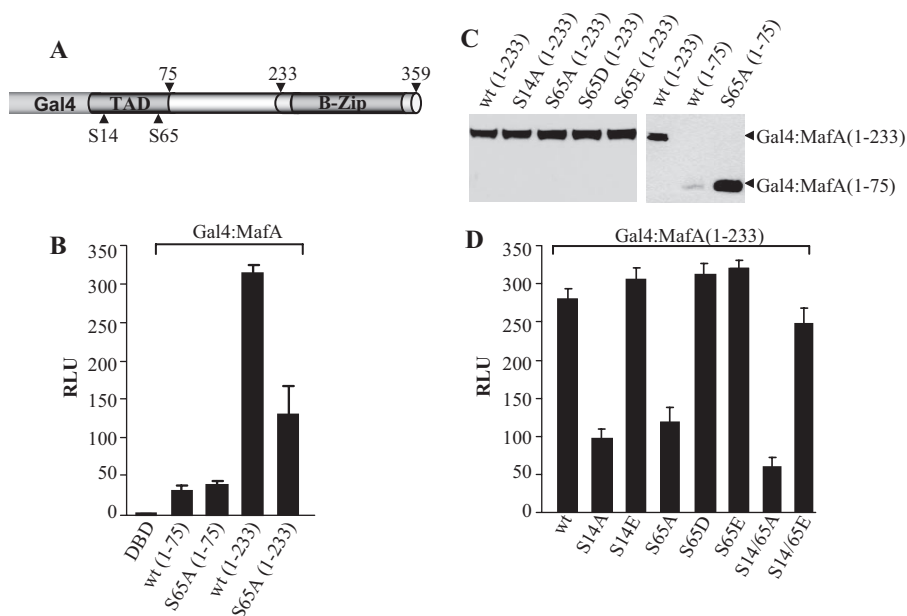 A
75
233
359
Gal4
TAD
B-Zip
S14
S65
C
wt (1-233)
S14A (1-233)
S65A (1-233)
S65D (1-233)
S65E (1-233)
wt (1-233)
wt (1-75)
S65A (1-75)
Gal4:MafA(1-233)
Gal4:MafA(1-75)
B
Gal4:MafA
RLU
350
300
250
200
150
100
50
0
DBD
wt (1-75)
S65A (1-75)
wt (1-233)
S65A (1-233)
D
Gal4:MafA(1-233)
RLU
350
300
250
200
150
100
50
0
wt
S14A
S14E
S65A
S65D
S65E
S14/65A
S14/65E